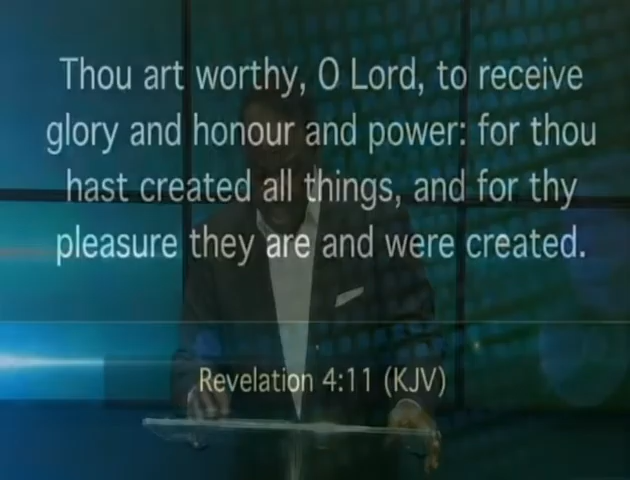 Thou art worthy, O Lord, to receive
glory and honour and power: for thou
hast created all things, and for thy
pleasure they are and were created.
Revelation 4:11 (KJV)